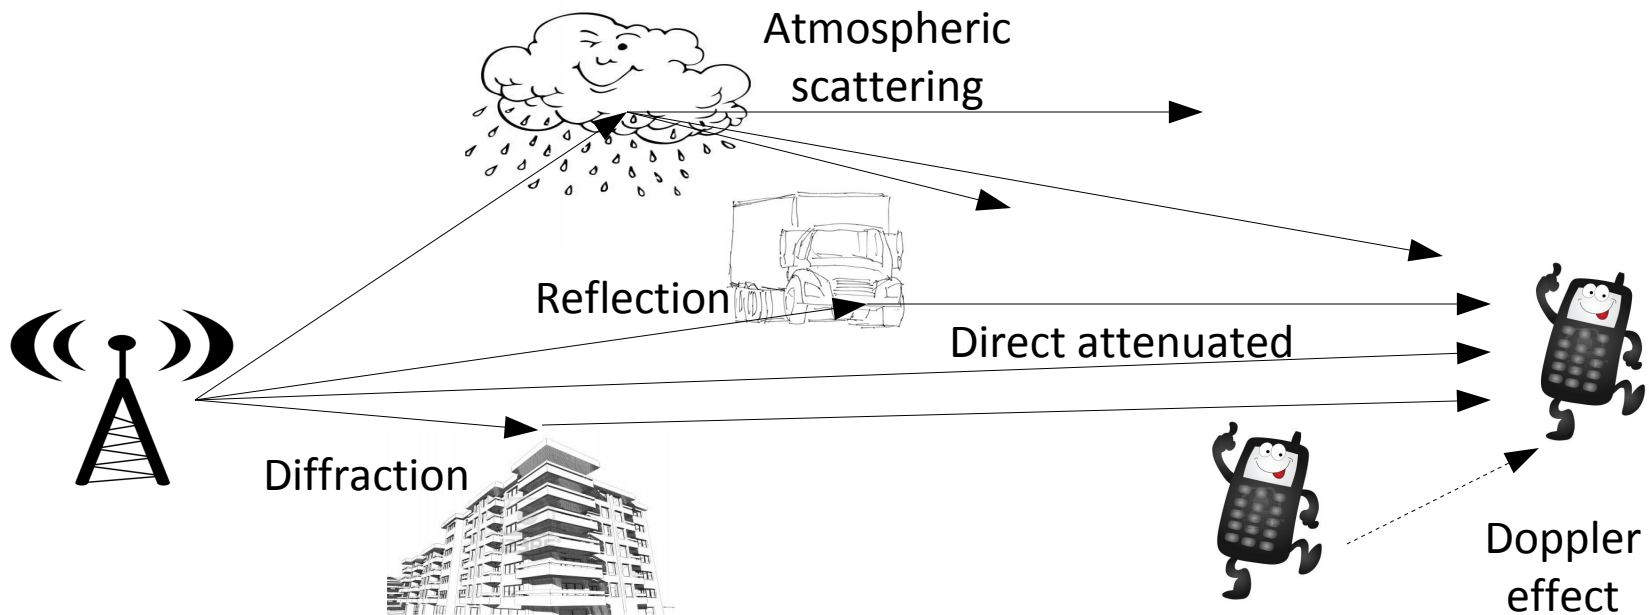 Atmospheric
scattering
Reflection
Direct attenuated
Diffraction
Doppler
effect